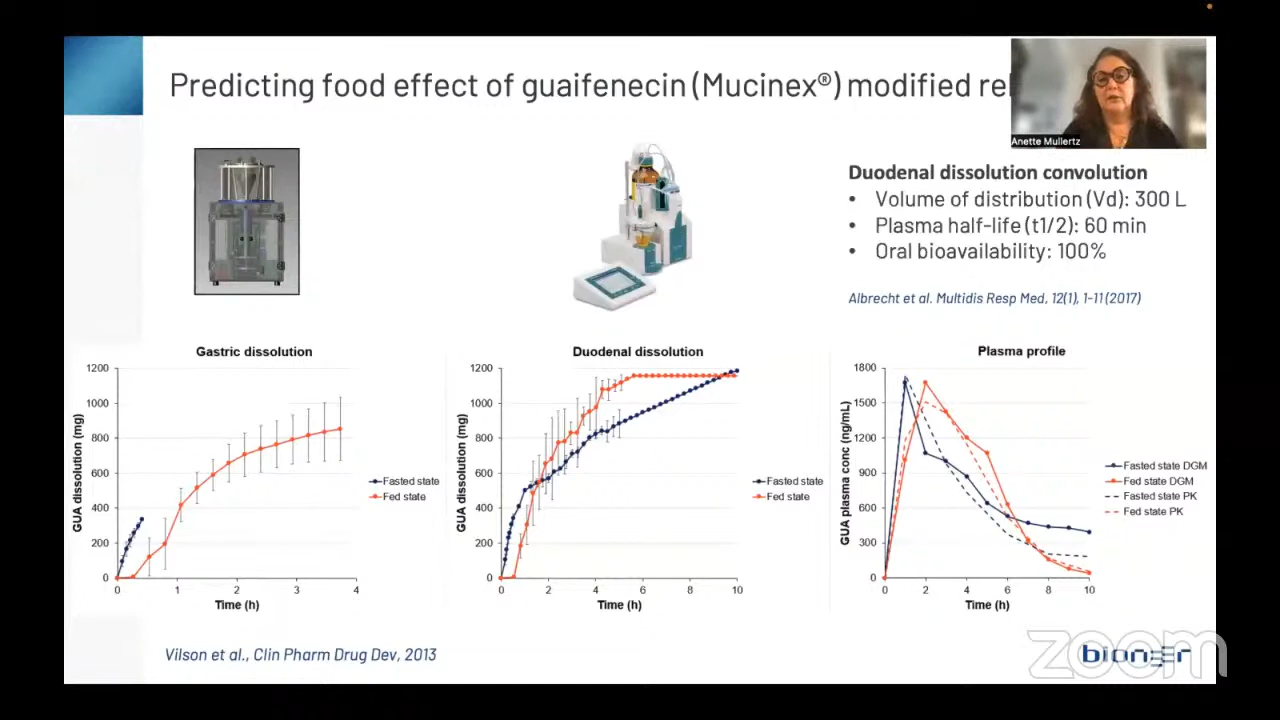 Predicting food effect of guaifenecin (Mucinex®) modified rel
Anette Mullertz
Duodenal dissolution convolution
• Volume of distribution (Vd): 300 L
• Plasma half-life (t1/2): 60 min
• Oral bioavailability: 100%
Albrecht et al. Multidis Resp Med, 12(1), 1-11 (2017)
Gastric dissolution
GUA dissolution (mg)
1200
1000
800
600
400
200
0
0 1 2 3 4
Time (h)
Fasted state
Fed state
Duodenal dissolution
GUA dissolution (mg)
1200
1000
800
600
400
200
0
0 2 4 6 8 10
Time (h)
Fasted state
Fed state
Plasma profile
GUA plasma conc (ng/mL)
1800
1500
1200
900
600
300
0
0 2 4 6 8 10
Time (h)
Fasted state DGM
Fed state DGM
Fasted state PK
Fed state PK
Vilson et al., Clin Pharm Drug Dev, 2013
zoom